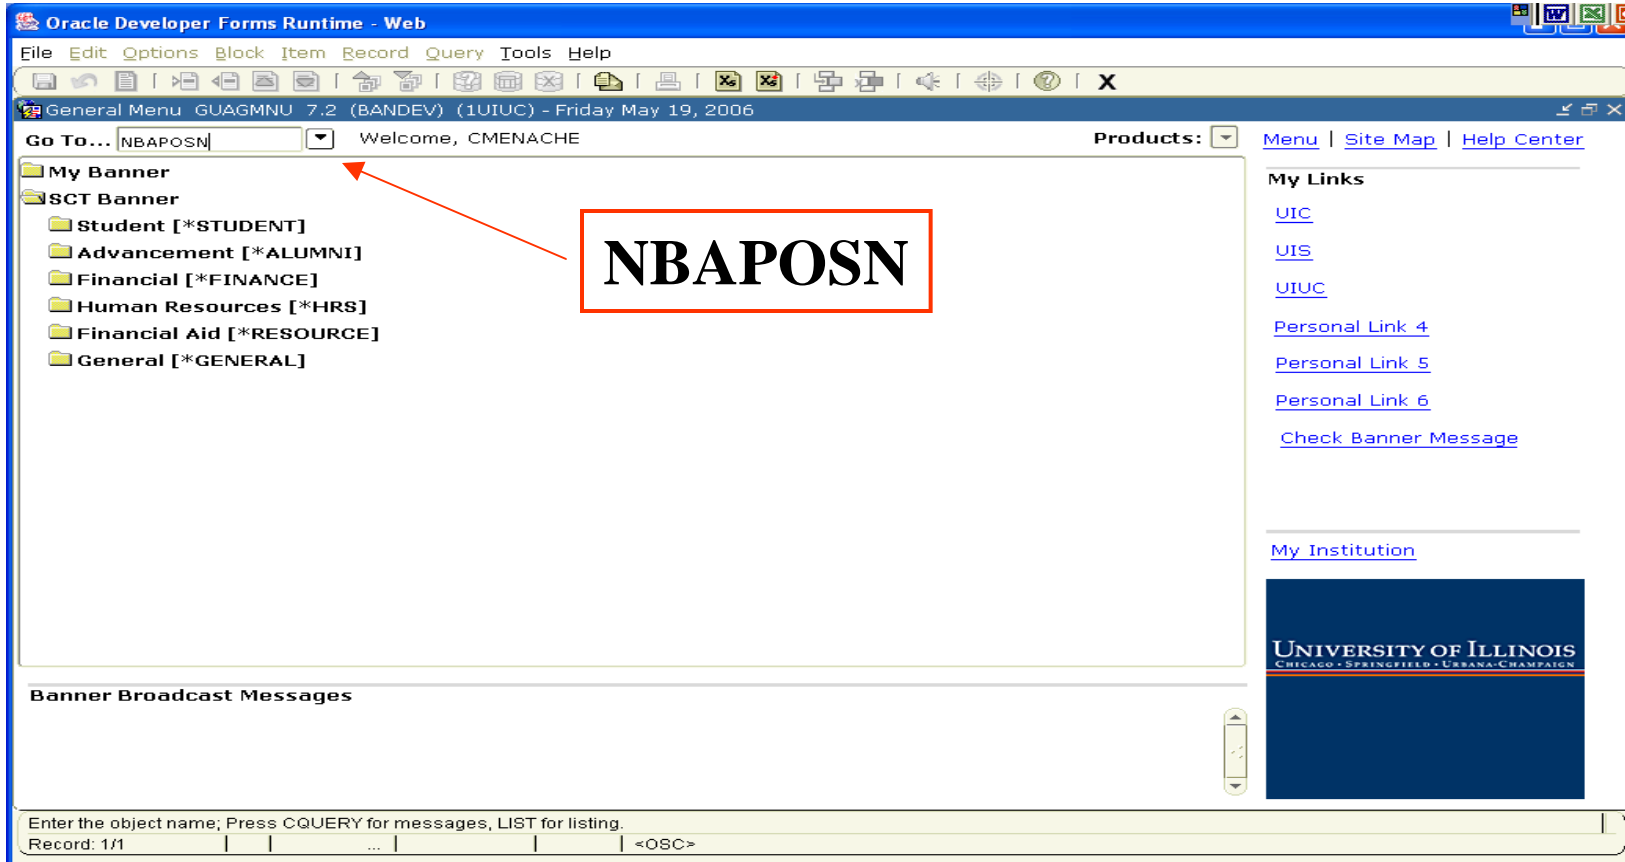 Oracle Developer Forms Runtime - Web
File Edit Options Block Item Record Query Tools Help
General Menu GUAGMNU 7.2 (BANDEV) (1UIUC) - Friday May 19, 2006
Go To... NBAPOSN Welcome, CMENACHE Products: Menu | Site Map | Help Center
My Banner
SCT Banner
Student [*STUDENT]
Advancement [*ALUMNI]
Financial [*FINANCE]
Human Resources [*HRS]
Financial Aid [*RESOURCE]
General [*GENERAL]
NBAPOSN
My Links
UIC
UIS
UIUC
Personal Link 4
Personal Link 5
Personal Link 6
Check Banner Message
My Institution
UNIVERSITY OF ILLINOIS
CHICAGO • SPRINGFIELD • URBANA-CHAMPAIGN
Banner Broadcast Messages
Enter the object name; Press CQUERY for messages, LIST for listing.
Record: 1/1 ... <OSC>